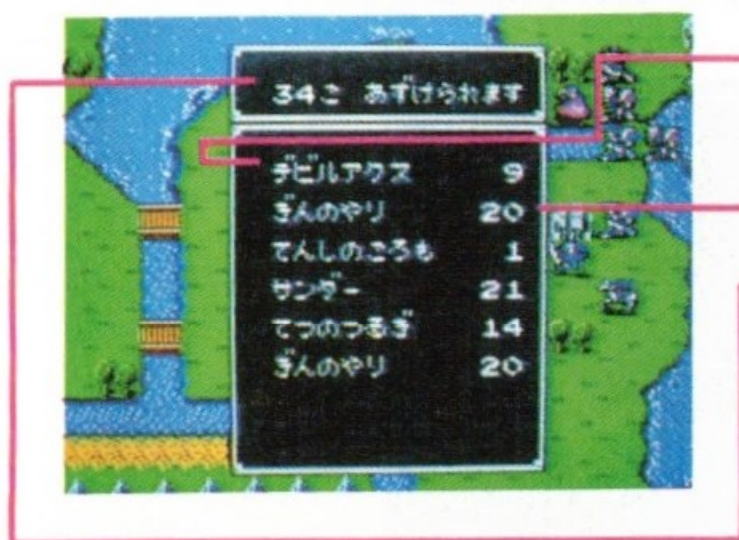 34こ あずけられます
デビルアクス 9
ぎんのやり 20
てんしのころも 1
サンダー 21
てつのつるぎ 14
ぎんのやり 20